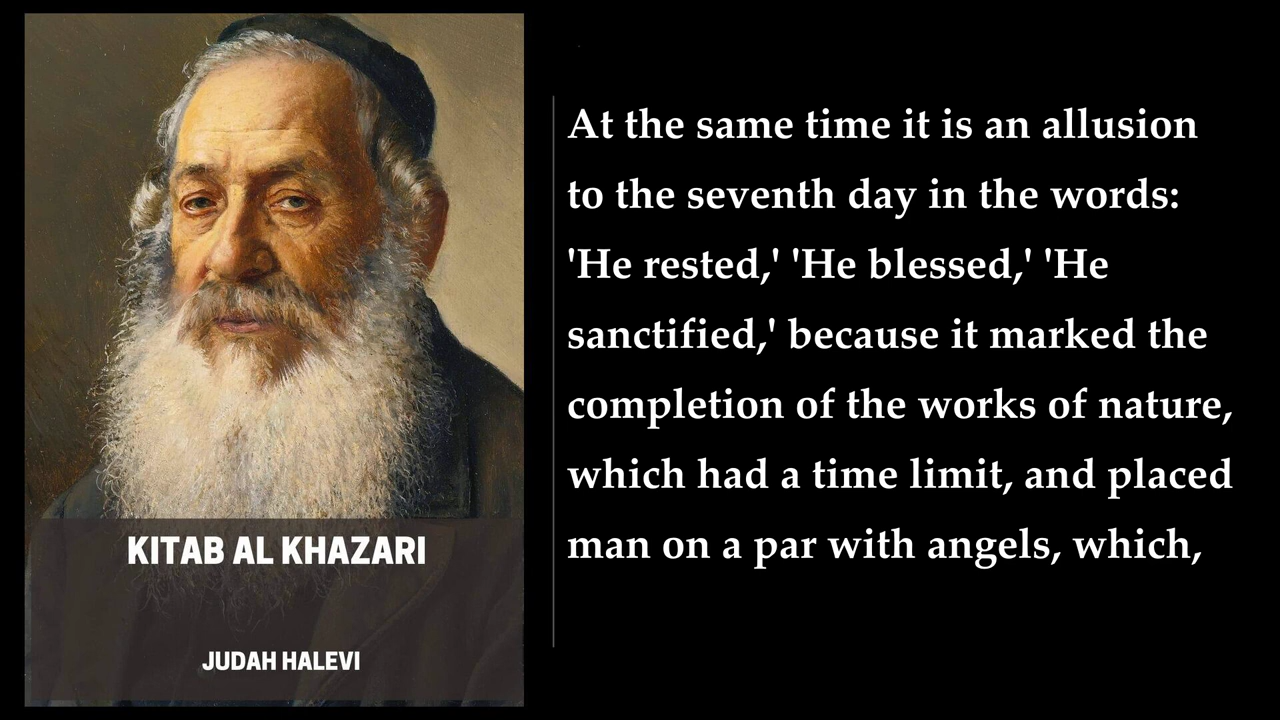 KITAB AL KHAZARI
JUDAH HALEVI
At the same time it is an allusion
to the seventh day in the words:
'He rested,' 'He blessed,' 'He
sanctified,' because it marked the
completion of the works of nature,
which had a time limit, and placed
man on a par with angels, which,